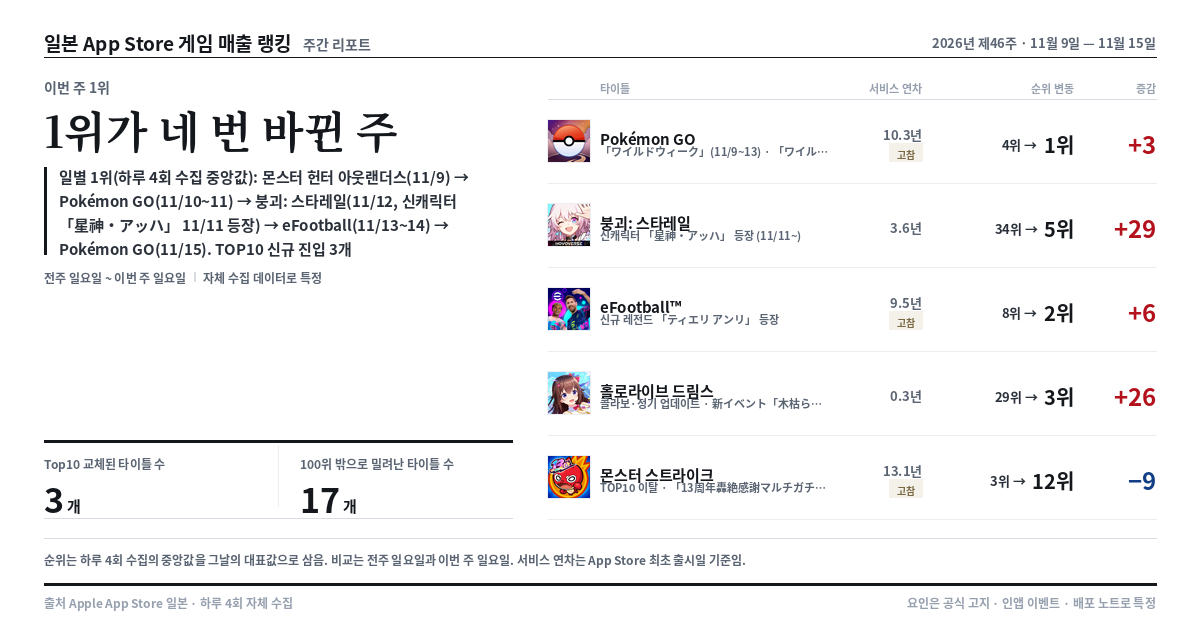 일본 App Store 게임 매출 랭킹 주간 리포트
2026년 제46주 · 11월 9일 — 11월 15일
이번 주 1위
1위가 네 번 바뀐 주
일별 1위(하루 4회 수집 중앙값): 몬스터 헌터 아웃랜더스(11/9) →
Pokémon GO(11/10~11) → 붕괴: 스타레일(11/12, 신캐릭터
「星神・アッハ」 11/11 등장) → eFootball(11/13~14) →
Pokémon GO(11/15). TOP10 신규 진입 3개
전주 일요일 ~ 이번 주 일요일 | 자체 수집 데이터로 특정
Top10 교체된 타이틀 수
3 개
100위 밖으로 밀려난 타이틀 수
17 개
타이틀 서비스 연차 순위 변동 증감
Pokémon GO
「ワイルドウィーク」(11/9~13) · 「ワイル…
10.3년
고참
4위 → 1위
+3
붕괴: 스타레일
신캐릭터 「星神・アッハ」 등장 (11/11~)
HOYOVERSE
3.6년
34위 → 5위
+29
eFootball™
신규 레전드 「ティエリ アンリ」 등장
9.5년
고참
8위 → 2위
+6
홀로라이브 드림스
콜라보·정기 업데이트 · 新イベント「木枯ら…
0.3년
29위 → 3위
+26
몬스터 스트라이크
TOP10 이탈 · 「13周年轟絶感謝マルチガチ…
13.1년
고참
3위 → 12위
−9
순위는 하루 4회 수집의 중앙값을 그날의 대표값으로 삼음. 비교는 전주 일요일과 이번 주 일요일. 서비스 연차는 App Store 최초 출시일 기준임.
출처 Apple App Store 일본 · 하루 4회 자체 수집
요인은 공식 고지 · 인앱 이벤트 · 배포 노트로 특정